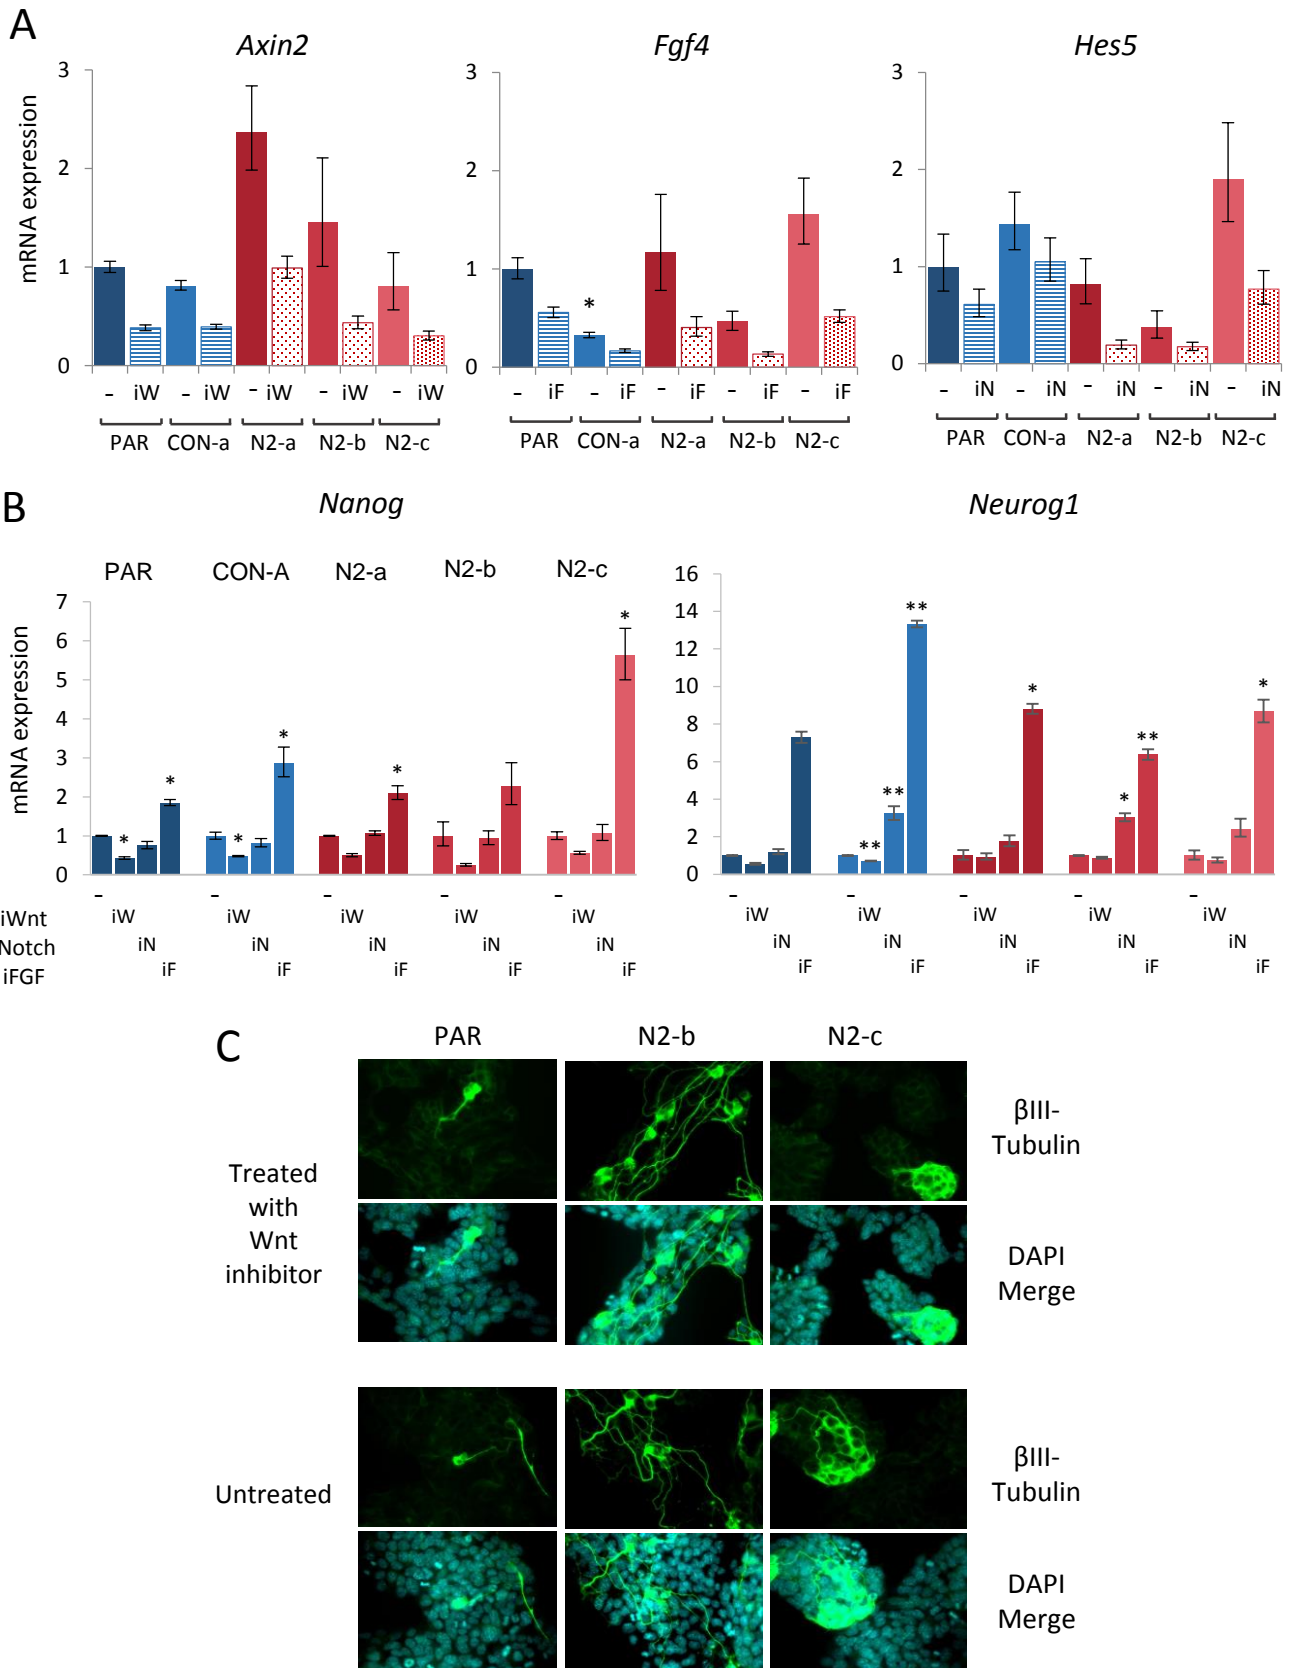 A
Axin2
Fgf4
Hes5
mRNA expression
3
2
1
0
- iW - iW - iW - iW - iW
PAR CON-a N2-a N2-b N2-c
3
2
1
0
- iF - iF - iF - iF - iF
PAR CON-a N2-a N2-b N2-c
*
3
2
1
0
- iN - iN - iN - iN - iN
PAR CON-a N2-a N2-b N2-c
B
Nanog
Neurog1
PAR CON-A N2-a N2-b N2-c
mRNA expression
7
6
5
4
3
2
1
0
* * * * * *
16
14
12
10
8
6
4
2
0
** ** ** * * ** *
- - - - - - - - - -
iWnt iW iW iW iW iW iW iW iW iW iW
Notch iN iN iN iN iN iN iN iN iN iN
iFGF iF iF iF iF iF iF iF iF iF iF
C
PAR N2-b N2-c
Treated
with
Wnt
inhibitor
βIII-
Tubulin
DAPI
Merge
Untreated
βIII-
Tubulin
DAPI
Merge